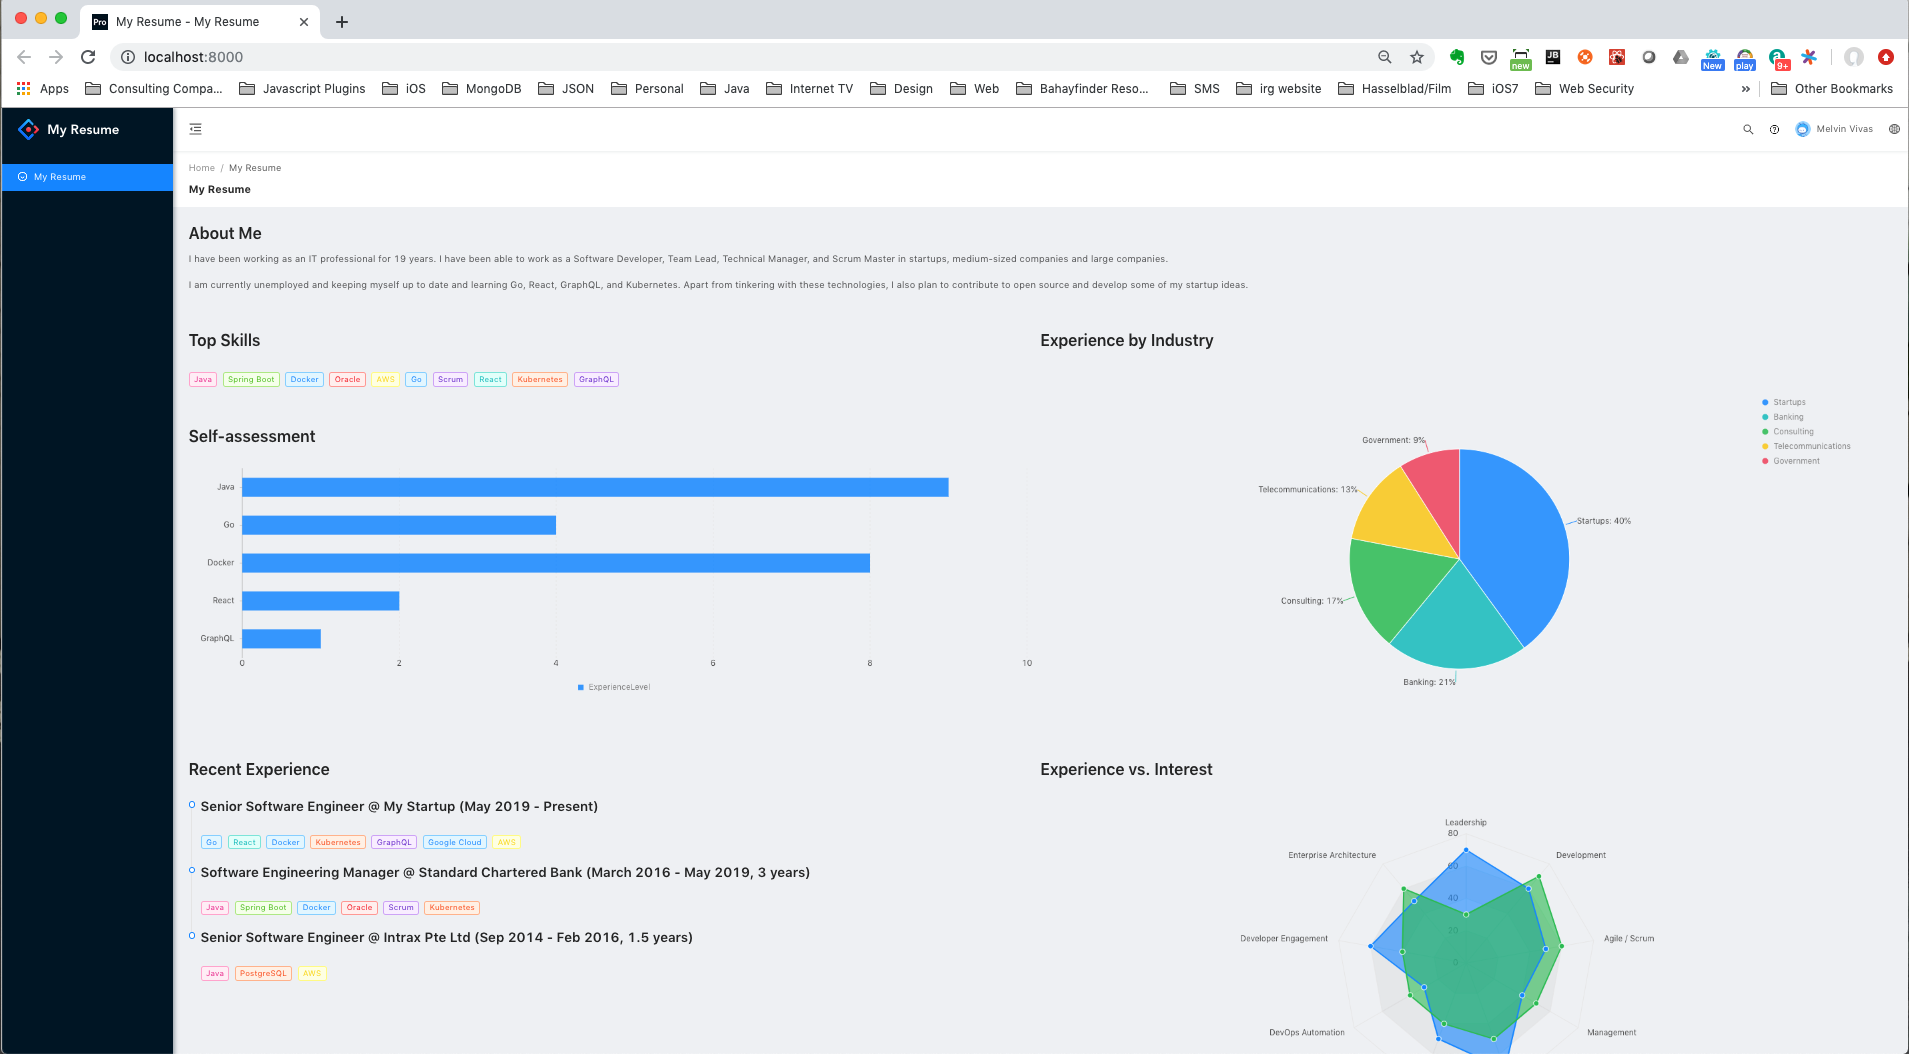 Pro My Resume - My Resume
localhost:8000
new
JB
New
play
9+
Apps Consulting Compa... Javascript Plugins iOS MongoDB JSON Personal Java Internet TV Design Web Bahayfinder Reso... SMS irg website Hasselblad/Film iOS7 Web Security » Other Bookmarks
My Resume
Melvin Vivas
My Resume
Home / My Resume
My Resume
About Me
I have been working as an IT professional for 19 years. I have been able to work as a Software Developer, Team Lead, Technical Manager, and Scrum Master in startups, medium-sized companies and large companies.
I am currently unemployed and keeping myself up to date and learning Go, React, GraphQL, and Kubernetes. Apart from tinkering with these technologies, I also plan to contribute to open source and develop some of my startup ideas.
Top Skills
Java Spring Boot Docker Oracle AWS Go Scrum React Kubernetes GraphQL
Self-assessment
Java
Go
Docker
React
GraphQL
0 2 4 6 8 10
ExperienceLevel
Experience by Industry
Startups
Banking
Consulting
Telecommunications
Government
Government: 9%
Telecommunications: 13%
Startups: 40%
Consulting: 17%
Banking: 21%
Recent Experience
Senior Software Engineer @ My Startup (May 2019 - Present)
Go React Docker Kubernetes GraphQL Google Cloud AWS
Software Engineering Manager @ Standard Chartered Bank (March 2016 - May 2019, 3 years)
Java Spring Boot Docker Oracle Scrum Kubernetes
Senior Software Engineer @ Intrax Pte Ltd (Sep 2014 - Feb 2016, 1.5 years)
Java PostgreSQL AWS
Experience vs. Interest
Leadership
80
Enterprise Architecture
Development
60
40
20
Developer Engagement
Agile / Scrum
0
DevOps Automation
Management